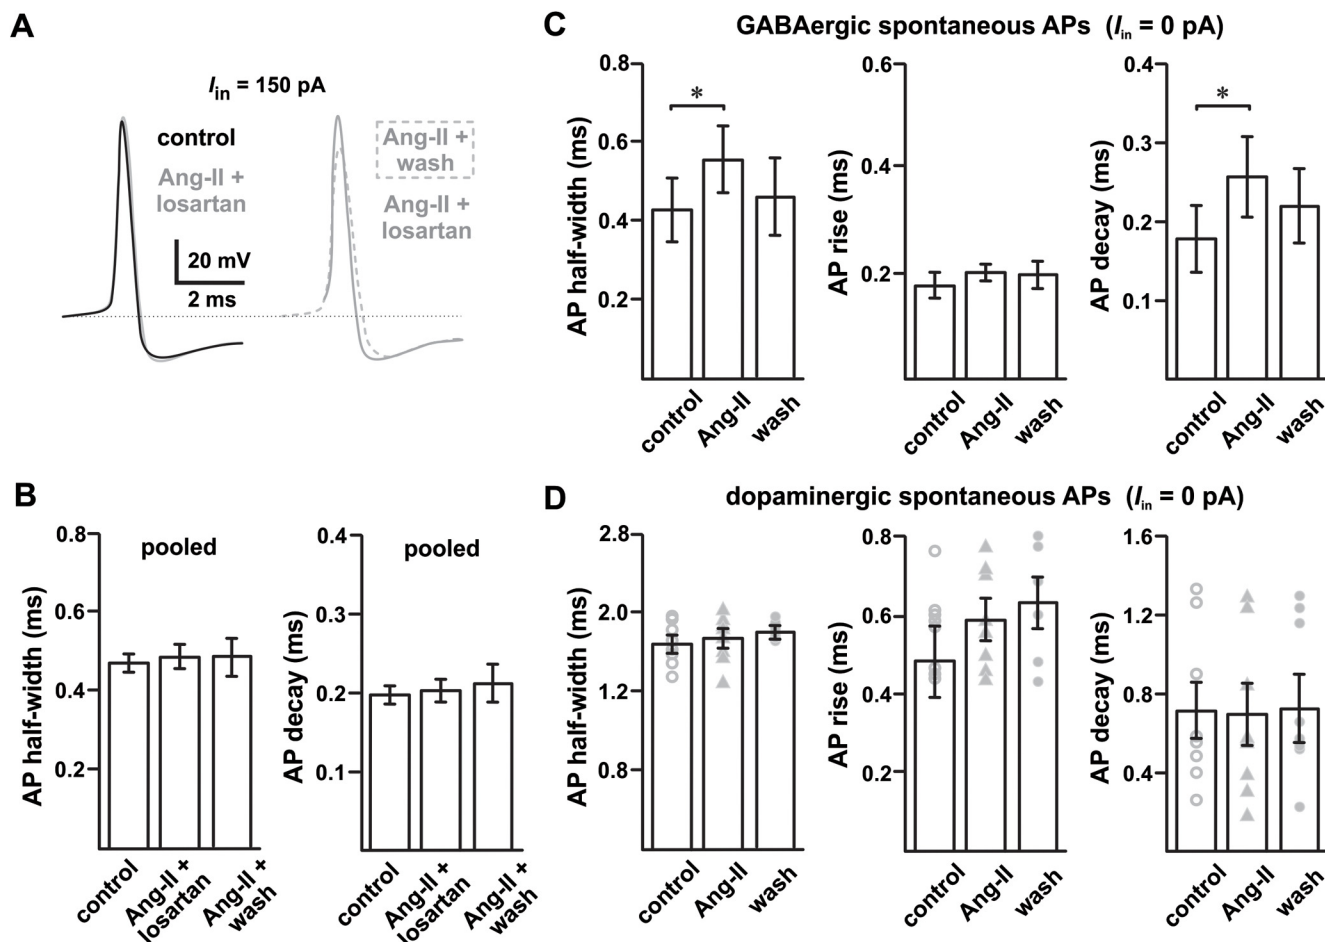 A
I in = 150 pA
control
Ang-II +
losartan
20 mV
2 ms
Ang-II +
wash
Ang-II +
losartan
B
pooled
AP half-width (ms)
0.8
0.6
0.4
0.2
control
Ang-II +
losartan
Ang-II +
wash
pooled
AP decay (ms)
0.4
0.3
0.2
0.1
control
Ang-II +
losartan
Ang-II +
wash
C
GABAergic spontaneous APs (I in = 0 pA)
AP half-width (ms)
0.8
0.6
0.4
0.2
*
control
Ang-II
wash
AP rise (ms)
0.6
0.4
0.2
control
Ang-II
wash
AP decay (ms)
0.4
0.3
0.2
0.1
*
control
Ang-II
wash
D
dopaminergic spontaneous APs (I in = 0 pA)
AP half-width (ms)
2.8
2.0
1.2
0.8
control
Ang-II
wash
AP rise (ms)
0.8
0.6
0.4
0.2
control
Ang-II
wash
AP decay (ms)
1.6
1.2
0.8
0.4
control
Ang-II
wash